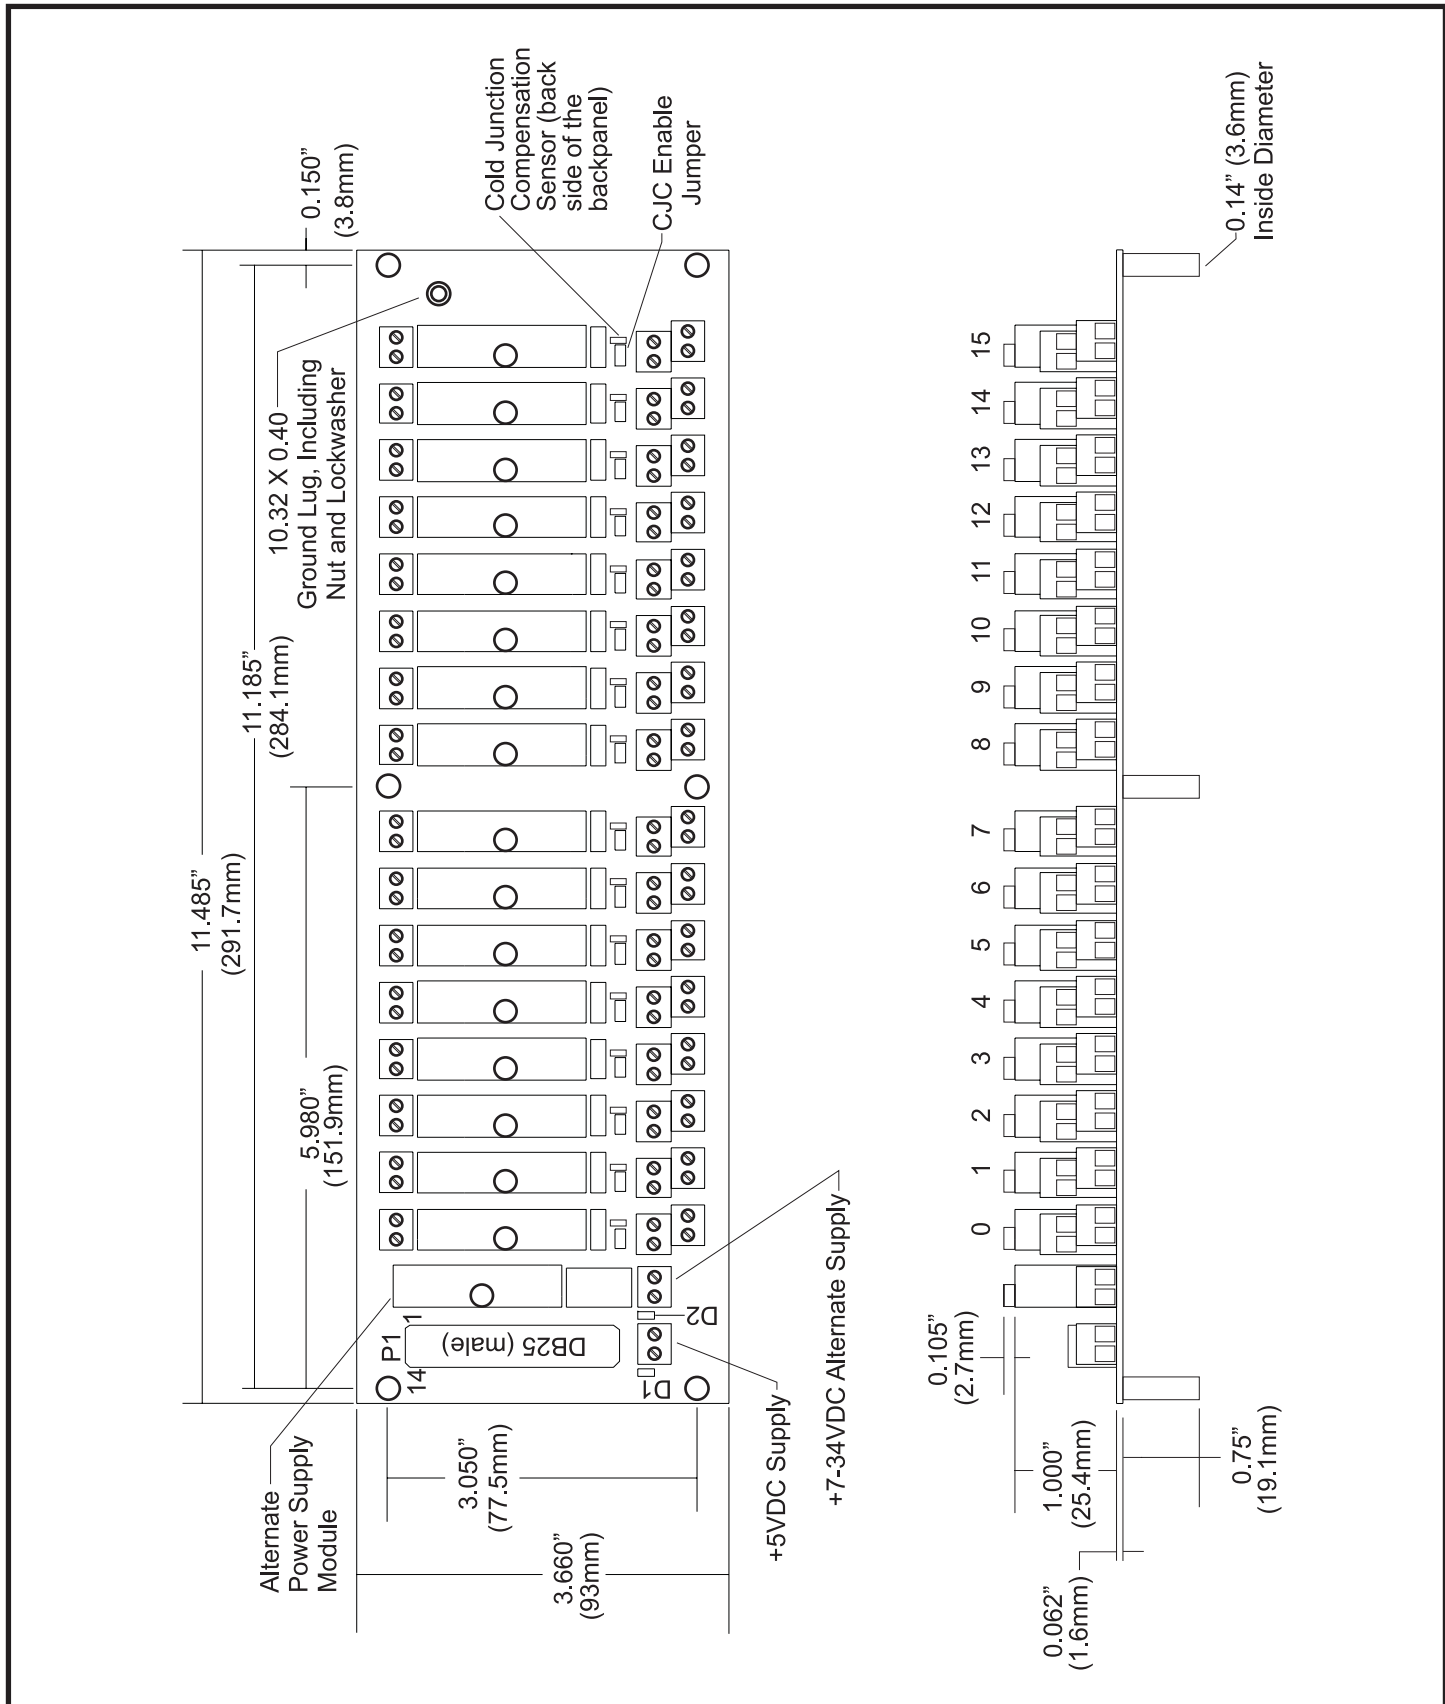 11.485”
(291.7mm)
11.185”
(284.1mm)
5.980”
(151.9mm)
0.150”
(3.8mm)
10.32 X 0.40
Ground Lug, Including
Nut and Lockwasher
Cold Junction
Compensation
Sensor (back
side of the
backpanel)
CJC Enable
Jumper
Alternate
Power Supply
Module
P1
1
14
DB25 (male)
D1
D2
3.050”
(77.5mm)
3.660”
(93mm)
+5VDC Supply
+7-34VDC Alternate Supply
0
1
2
3
4
5
6
7
8
9
10
11
12
13
14
15
0.105”
(2.7mm)
1.000”
(25.4mm)
0.062”
(1.6mm)
0.75”
(19.1mm)
0.14” (3.6mm)
Inside Diameter